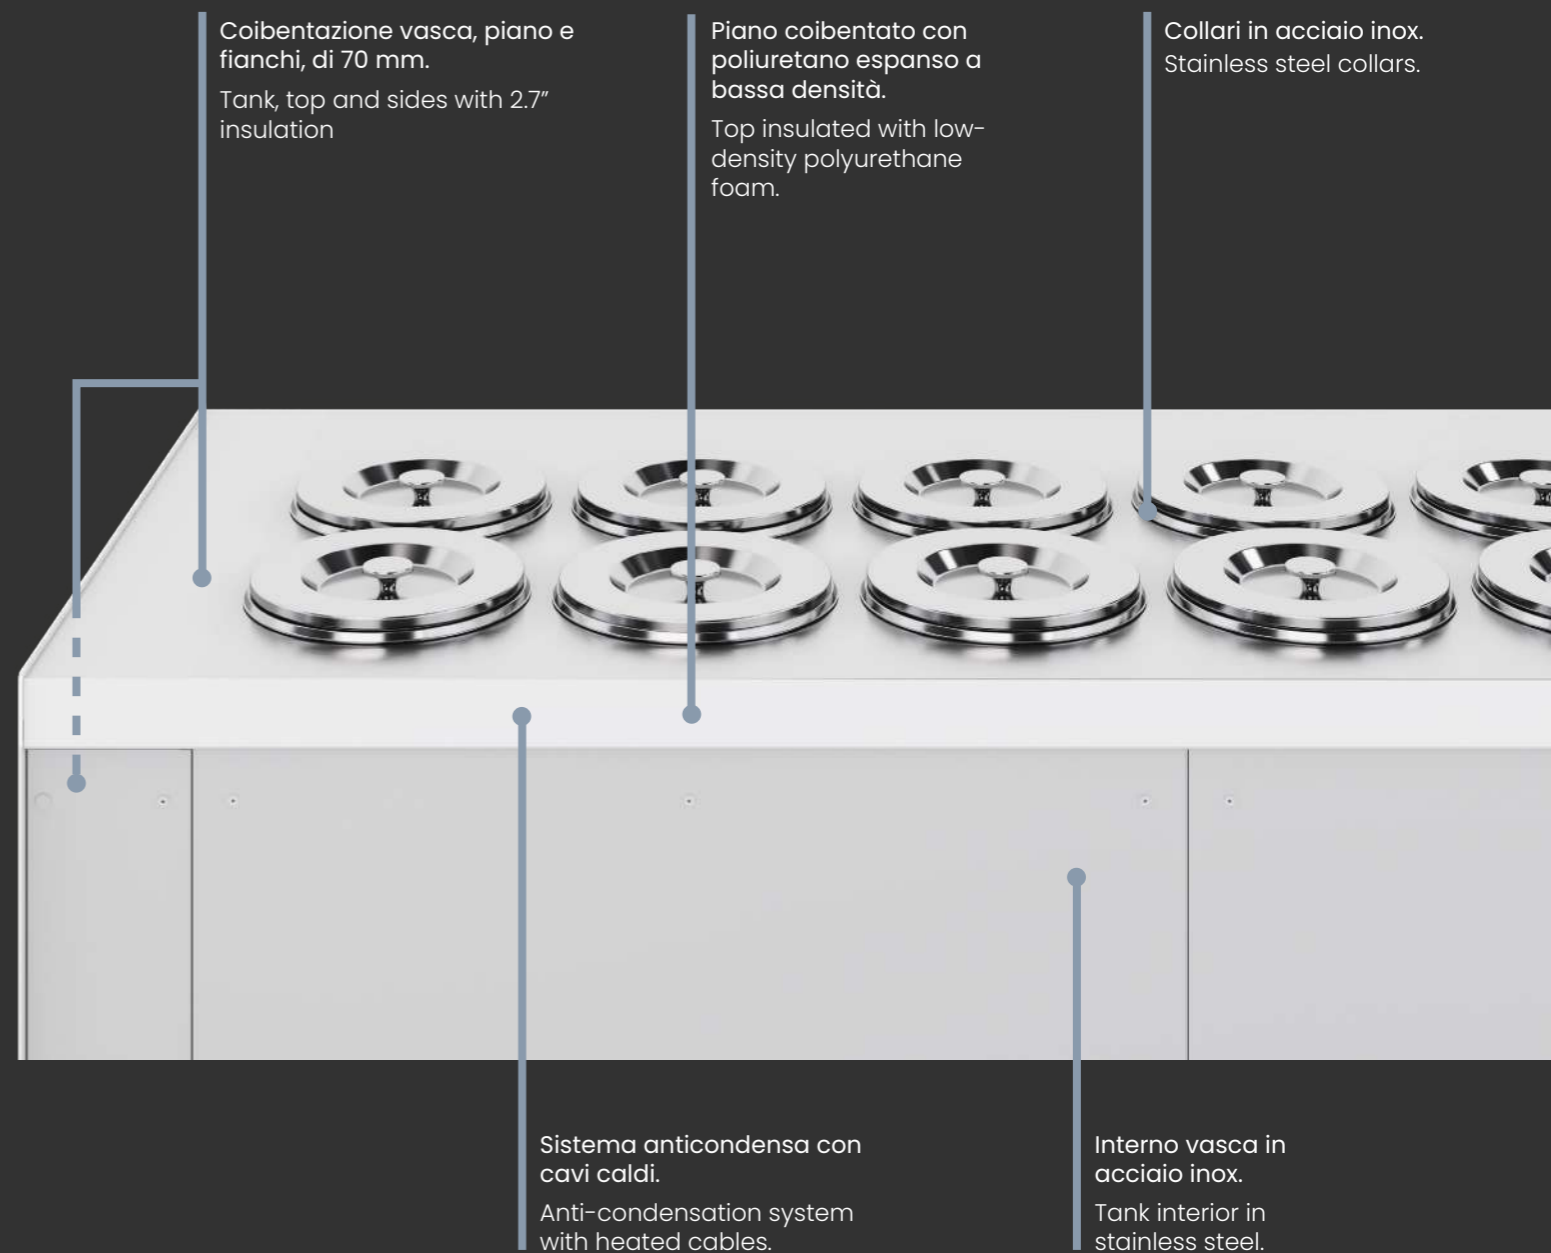 Coibentazione vasca, piano e
fianchi, di 70 mm.
Tank, top and sides with 2.7”
insulation
Piano coibentato con
poliuretano espanso a
bassa densità.
Top insulated with low-
density polyurethane
foam.
Collari in acciaio inox.
Stainless steel collars.
Sistema anticondensa con
cavi caldi.
Anti-condensation system
with heated cables.
Interno vasca in
acciaio inox.
Tank interior in
stainless steel.